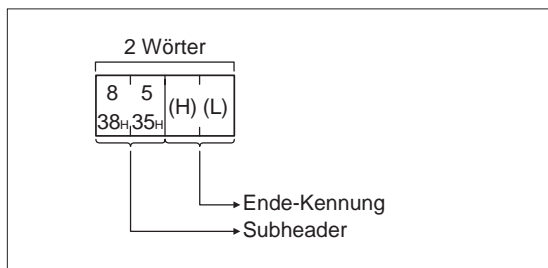 2 Wörter
8 5 (H) (L)
38H 35H
Ende-Kennung
Subheader